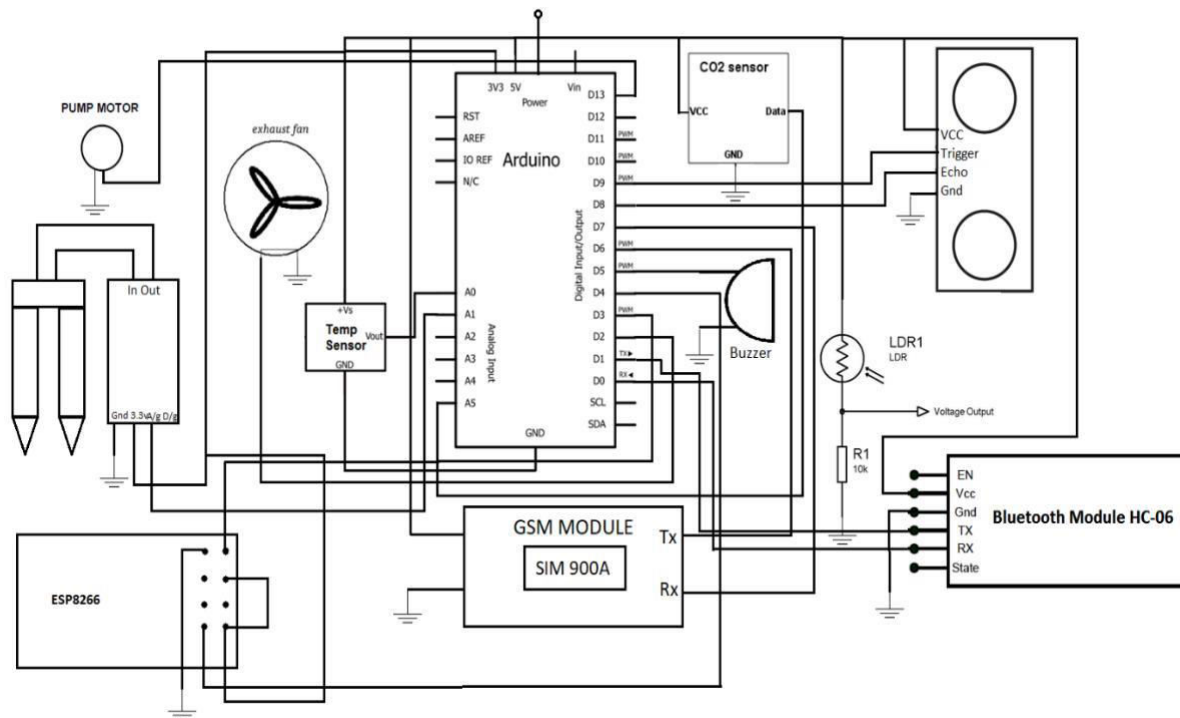 PUMP MOTOR
exhaust fan
In Out
Gnd 3.3v A/g D/g
ESP8266
+Vs
Temp
Sensor
Vout
GND
3V3 5V
Vin
Power
Arduino
RST
AREF
IO REF
N/C
A0
A1
A2
A3
A4
A5
Analog Input
Digital Input/Output
D13
D12
D11 PWM
D10 PWM
D9 PWM
D8
D7
D6 PWM
D5 PWM
D4
D3 PWM
D2
D1 TX►
D0 RX◄
SCL
SDA
GND
GSM MODULE
SIM 900A
Tx
Rx
Buzzer
CO2 sensor
VCC
Data
GND
VCC
Trigger
Echo
Gnd
LDR1
LDR
Voltage Output
R1
10k
EN
Vcc
Gnd
TX
RX
State
Bluetooth Module HC-06